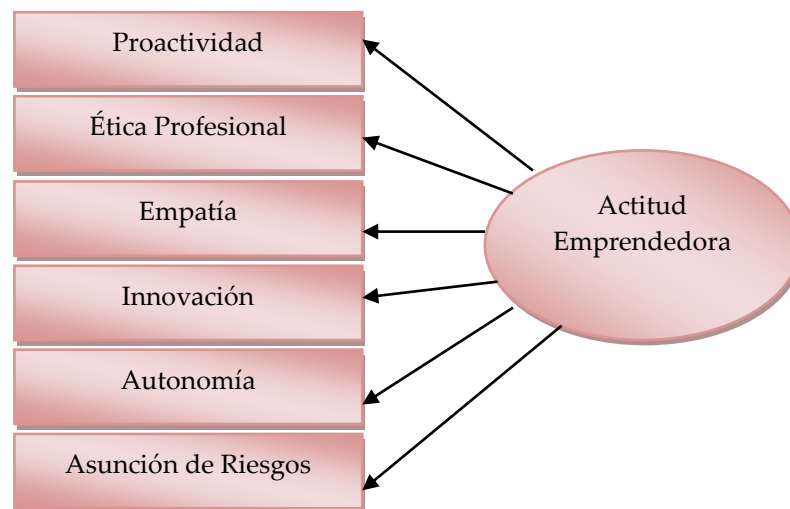 Proactividad
Ética Profesional
Empatía
Innovación
Autonomía
Asunción de Riesgos
Actitud
Emprendedora